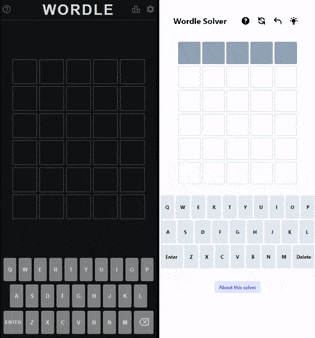 WORDLE
Q W E R T Y U I O P
A S D F G H J K L
ENTER Z X C V B N M
Wordle Solver
Q W E R T Y U I O P
A S D F G H J K L
Enter Z X C V B N M Delete
About this solver